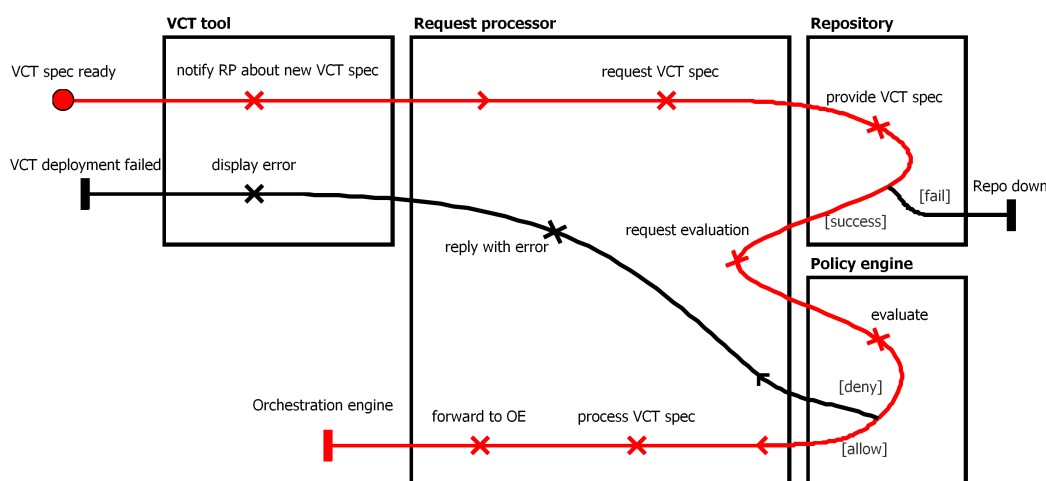 VCT tool
Request processor
Repository
VCT spec ready
notify RP about new VCT spec
request VCT spec
provide VCT spec
VCT deployment failed
display error
[fail]
Repo down
[success]
reply with error
request evaluation
Policy engine
evaluate
[deny]
Orchestration engine
forward to OE
process VCT spec
[allow]